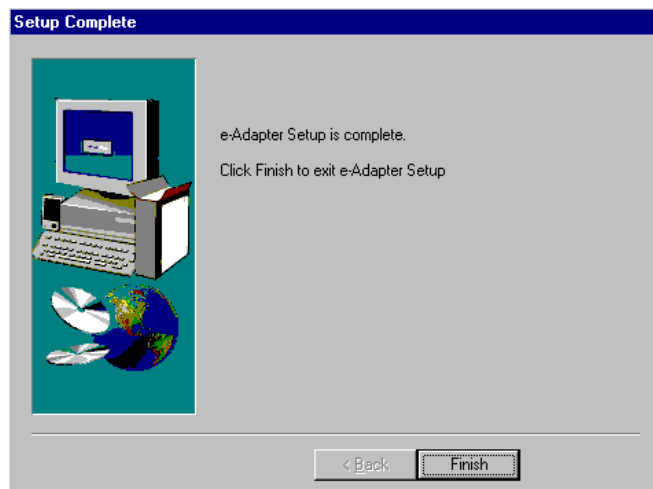 Setup Complete
e-Adapter Setup is complete.
Click Finish to exit e-Adapter Setup
< Back
Finish